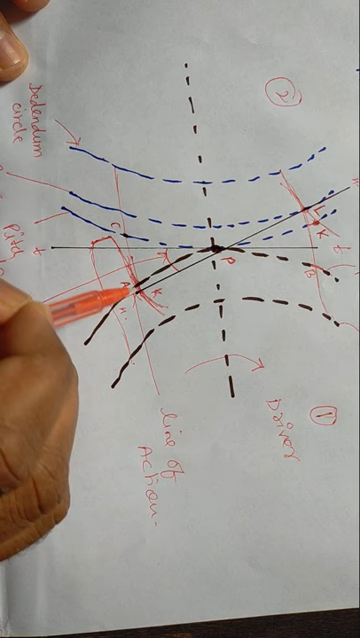 ②
Dedendum
circle
Pitch
t
C
A
K
P
L
K
B
t
①
Driver
line of
Action.